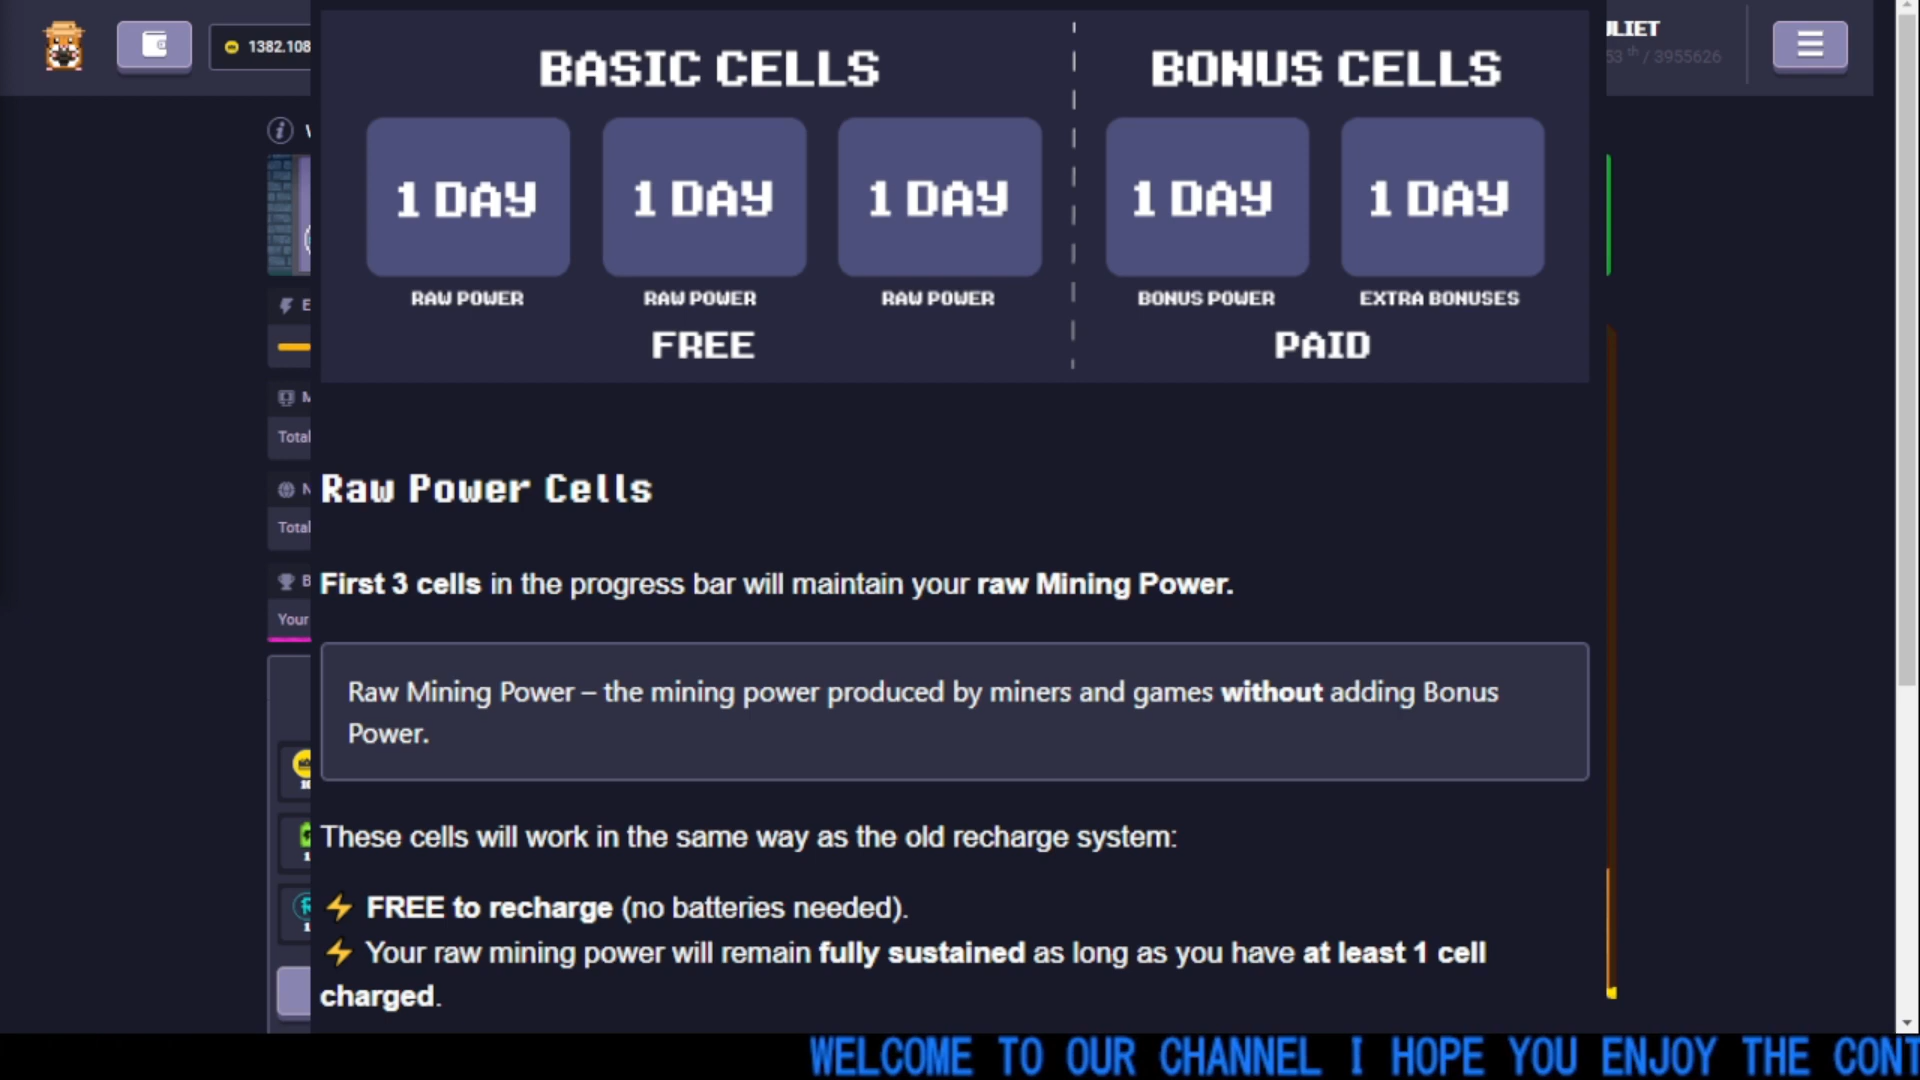 1382.108
ULIET
53 th / 3955626
BASIC CELLS
BONUS CELLS
1 DAY
1 DAY
1 DAY
1 DAY
1 DAY
RAW POWER
RAW POWER
RAW POWER
BONUS POWER
EXTRA BONUSES
FREE
PAID
Total
Total
Your
Raw Power Cells
First 3 cells in the progress bar will maintain your raw Mining Power.
Raw Mining Power – the mining power produced by miners and games without adding Bonus
Power.
These cells will work in the same way as the old recharge system:
⚡ FREE to recharge (no batteries needed).
⚡ Your raw mining power will remain fully sustained as long as you have at least 1 cell
charged.
WELCOME TO OUR CHANNEL I HOPE YOU ENJOY THE CONT